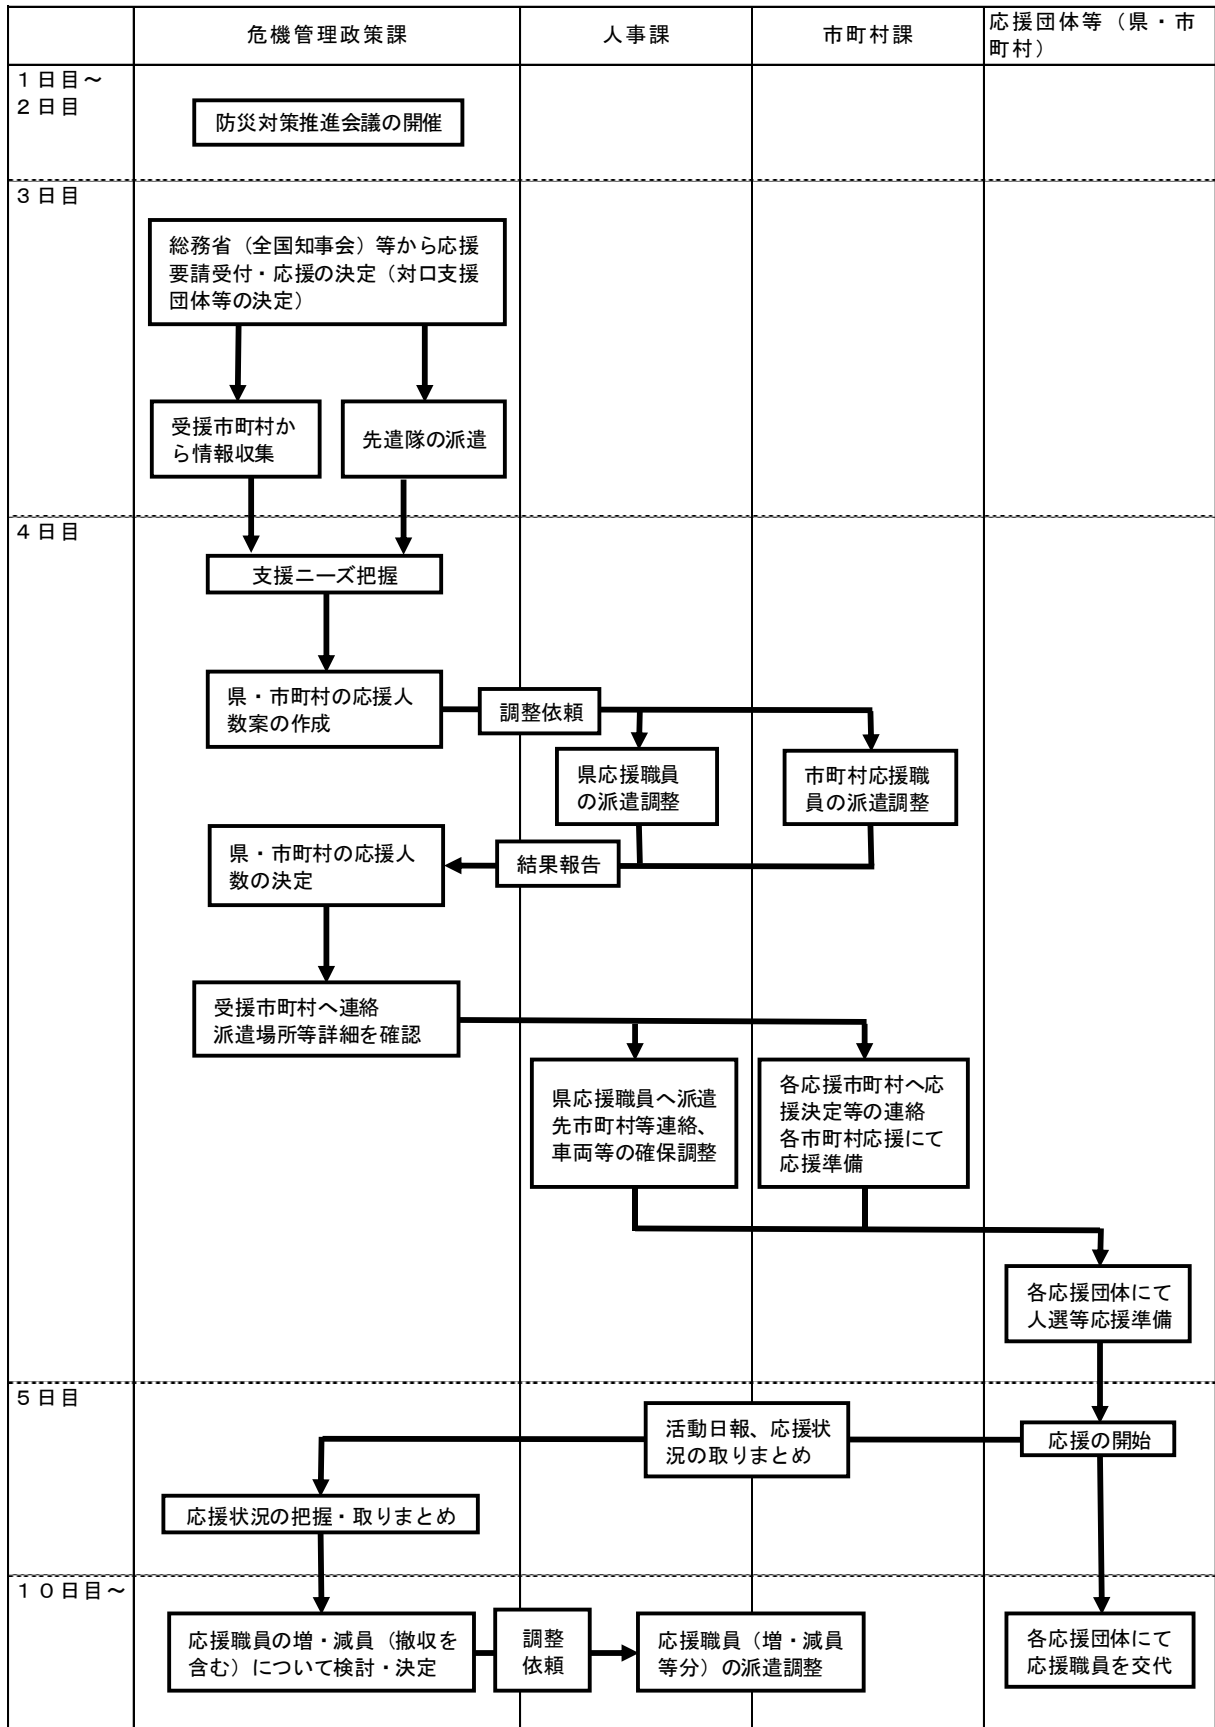 危機管理政策課
人事課
市町村課
応援団体等（県・市
町村）
１日目～
２日目
防災対策推進会議の開催
３日目
総務省（全国知事会）等から応援
要請受付・応援の決定（対口支援
団体等の決定）
受援市町村か
ら情報収集
先遣隊の派遣
４日目
支援ニーズ把握
県・市町村の応援人
数案の作成
調整依頼
県応援職員
の派遣調整
市町村応援職
員の派遣調整
県・市町村の応援人
数の決定
結果報告
受援市町村へ連絡
派遣場所等詳細を確認
県応援職員へ派遣
先市町村等連絡、
車両等の確保調整
各応援市町村へ応
援決定等の連絡
各市町村応援にて
応援準備
各応援団体にて
人選等応援準備
５日目
活動日報、応援状
況の取りまとめ
応援の開始
応援状況の把握・取りまとめ
１０日目～
応援職員の増・減員（撤収を
含む）について検討・決定
調整
依頼
応援職員（増・減員
等分）の派遣調整
各応援団体にて
応援職員を交代